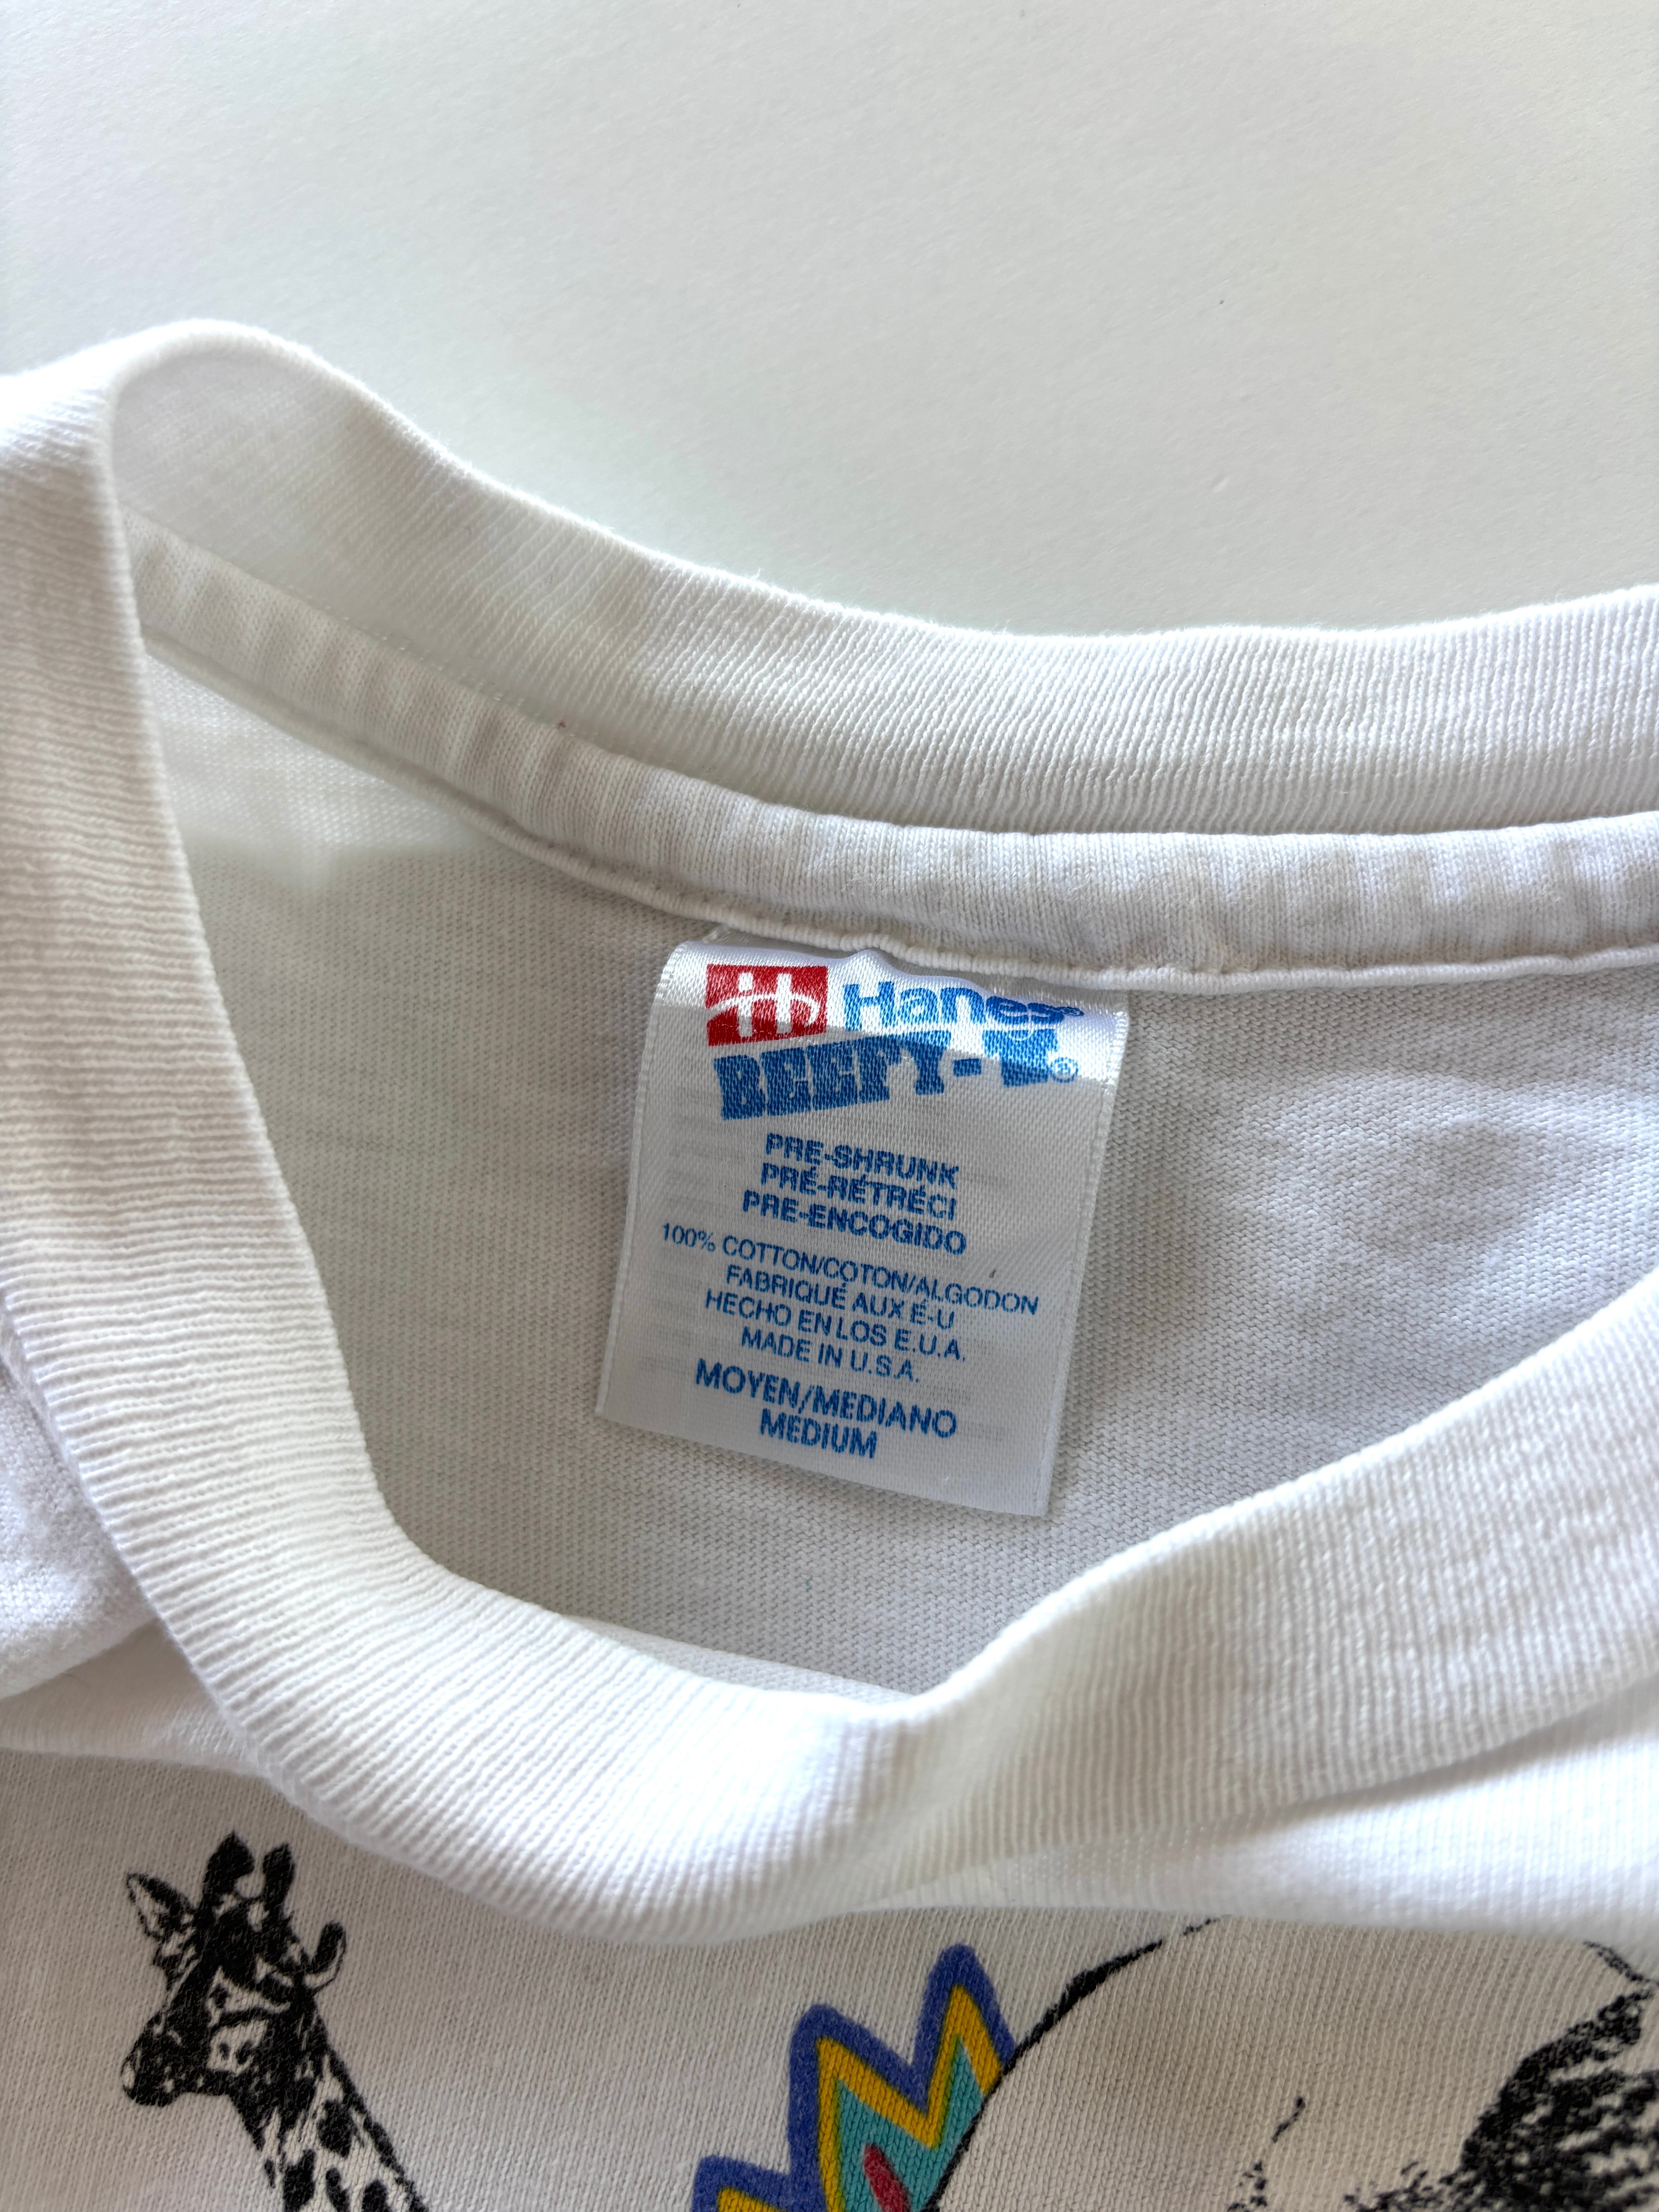 Hanes®
BEEFY-T®
PRE-SHRUNK
PRÉ-RÉTRÉCI
PRE-ENCOGIDO
100% COTTON/COTON/ALGODON
FABRIQUÉ AUX É-U
HECHO EN LOS E.U.A.
MADE IN U.S.A.
MOYEN/MEDIANO
MEDIUM